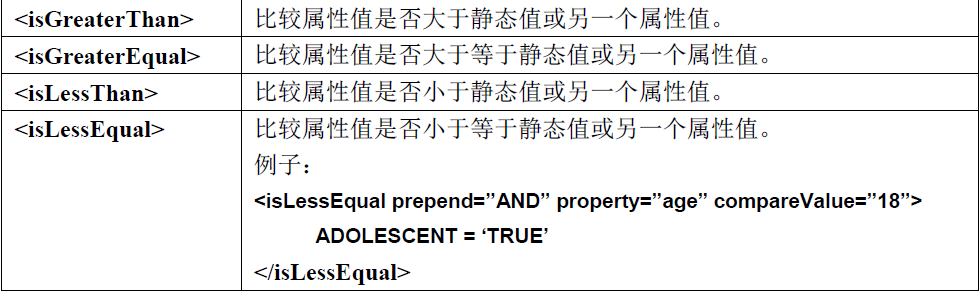 <isGreaterThan> 比较属性值是否大于静态值或另一个属性值。
<isGreaterEqual> 比较属性值是否大于等于静态值或另一个属性值。
<isLessThan> 比较属性值是否小于静态值或另一个属性值。
<isLessEqual> 比较属性值是否小于等于静态值或另一个属性值。
例子：
<isLessEqual prepend=”AND” property=”age” compareValue=”18”>
ADOLESCENT = ‘TRUE’
</isLessEqual>